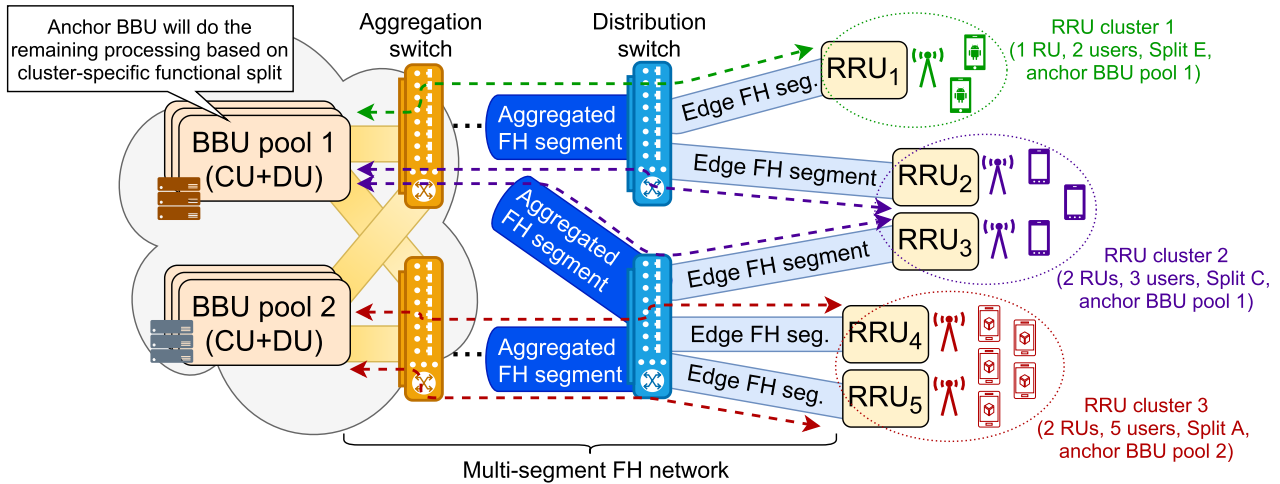 Anchor BBU will do the
remaining processing based on
cluster-specific functional split
Aggregation
switch
Distribution
switch
RRU cluster 1
(1 RU, 2 users, Split E,
anchor BBU pool 1)
BBU pool 1
(CU+DU)
Aggregated
FH segment
Edge FH seg.
RRU1
Edge FH segment
RRU2
Aggregated
FH segment
Edge FH segment
RRU3
RRU cluster 2
(2 RUs, 3 users, Split C,
anchor BBU pool 1)
BBU pool 2
(CU+DU)
Aggregated
FH segment
Edge FH seg.
RRU4
Edge FH seg.
RRU5
RRU cluster 3
(2 RUs, 5 users, Split A,
anchor BBU pool 2)
Multi-segment FH network